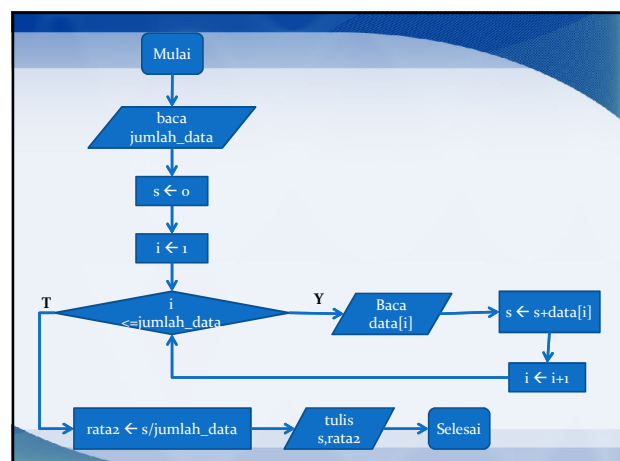 Mulai
baca
jumlah_data
s ← 0
i ← 1
T
i
<=jumlah_data
Y
Baca
data[i]
s ← s+data[i]
i ← i+1
rata2 ← s/jumlah_data
tulis
s,rata2
Selesai